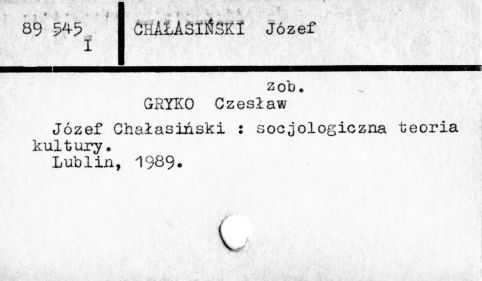 89 545 CHAŁASIŃSKI Józef
I
zob.
GRYKO Czesław
Józef Chałasiński : socjologiczna teoria
kultury.
Lublin, 1989.